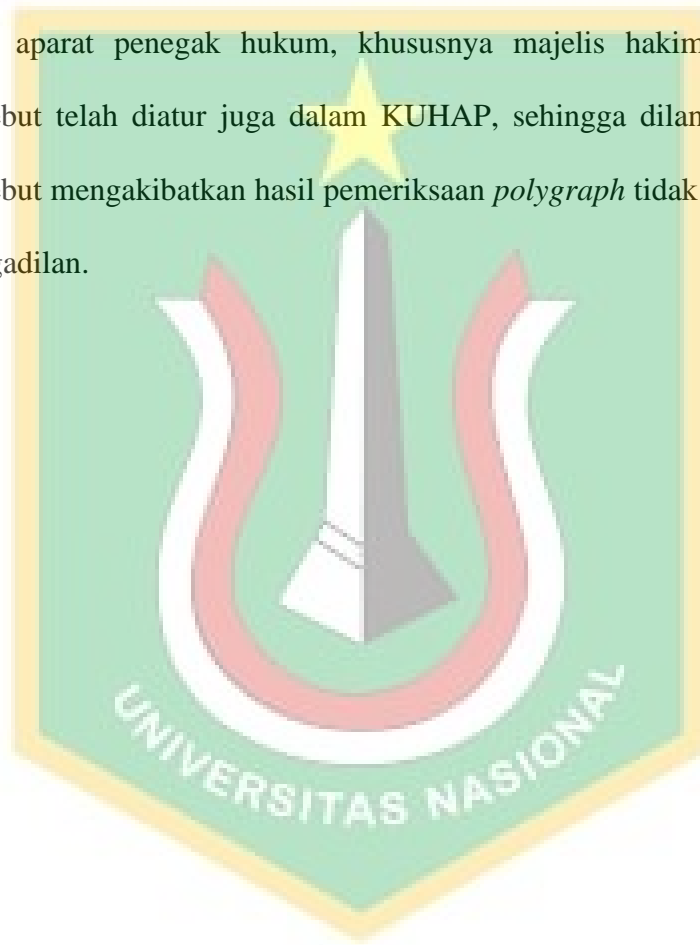 aparat penegak hukum, khususnya majelis hakim
but telah diatur juga dalam KUHAP, sehingga
but mengakibatkan hasil pemeriksaan polygraph tidak
gadilan.
UNIVERSITAS NASIONAL